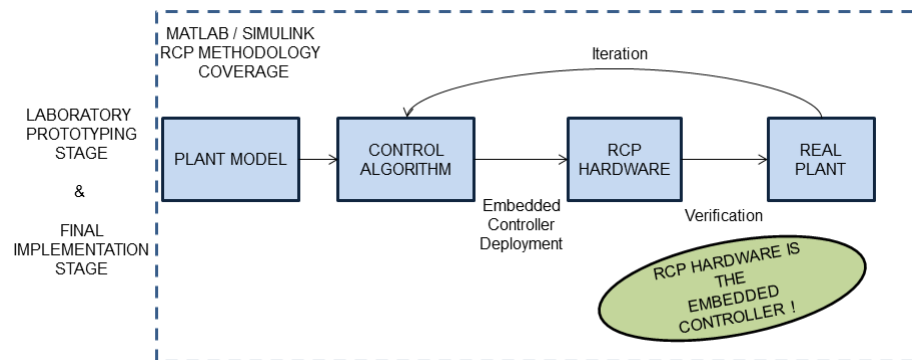 MATLAB / SIMULINK
RCP METHODOLOGY
COVERAGE
Iteration
LABORATORY
PROTOTYPING
STAGE
&
FINAL
IMPLEMENTATION
STAGE
PLANT MODEL
CONTROL
ALGORITHM
RCP
HARDWARE
REAL
PLANT
Embedded
Controller
Deployment
Verification
RCP HARDWARE IS
THE
EMBEDDED
CONTROLLER !